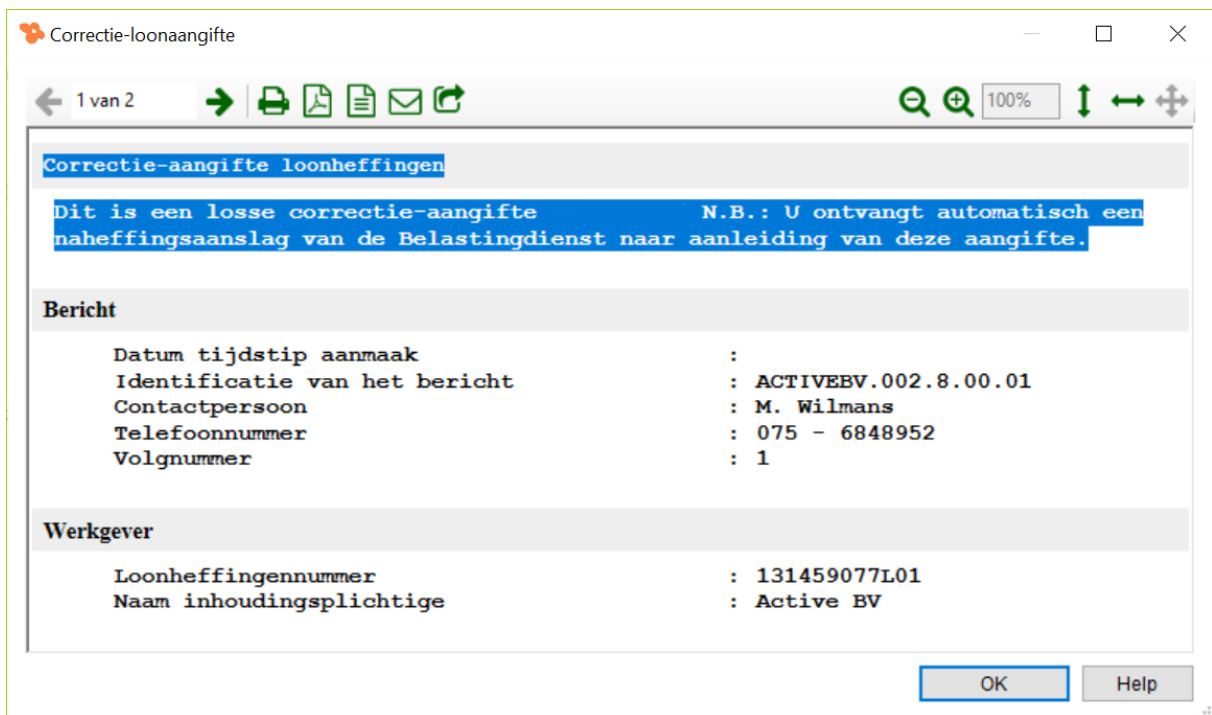 Correctie-loonaangifte
1 van 2
100%
Correctie-aangifte loonheffingen
Dit is een losse correctie-aangifte N.B.: U ontvangt automatisch een
naheffingsaanslag van de Belastingdienst naar aanleiding van deze aangifte.
Bericht
Datum tijdstip aanmaak :
Identificatie van het bericht : ACTIVEBV.002.8.00.01
Contactpersoon : M. Wilmans
Telefoonnummer : 075 - 6848952
Volgnummer : 1
Werkgever
Loonheffingennummer : 131459077L01
Naam inhoudingsplichtige : Active BV
OK Help